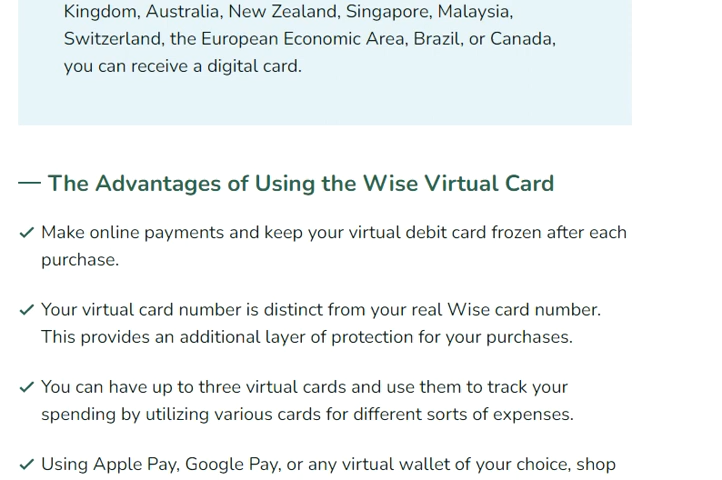 Kingdom, Australia, New Zealand, Singapore, Malaysia,
Switzerland, the European Economic Area, Brazil, or Canada,
you can receive a digital card.
— The Advantages of Using the Wise Virtual Card
✓ Make online payments and keep your virtual debit card frozen after each
purchase.
✓ Your virtual card number is distinct from your real Wise card number.
This provides an additional layer of protection for your purchases.
✓ You can have up to three virtual cards and use them to track your
spending by utilizing various cards for different sorts of expenses.
✓ Using Apple Pay, Google Pay, or any virtual wallet of your choice, shop